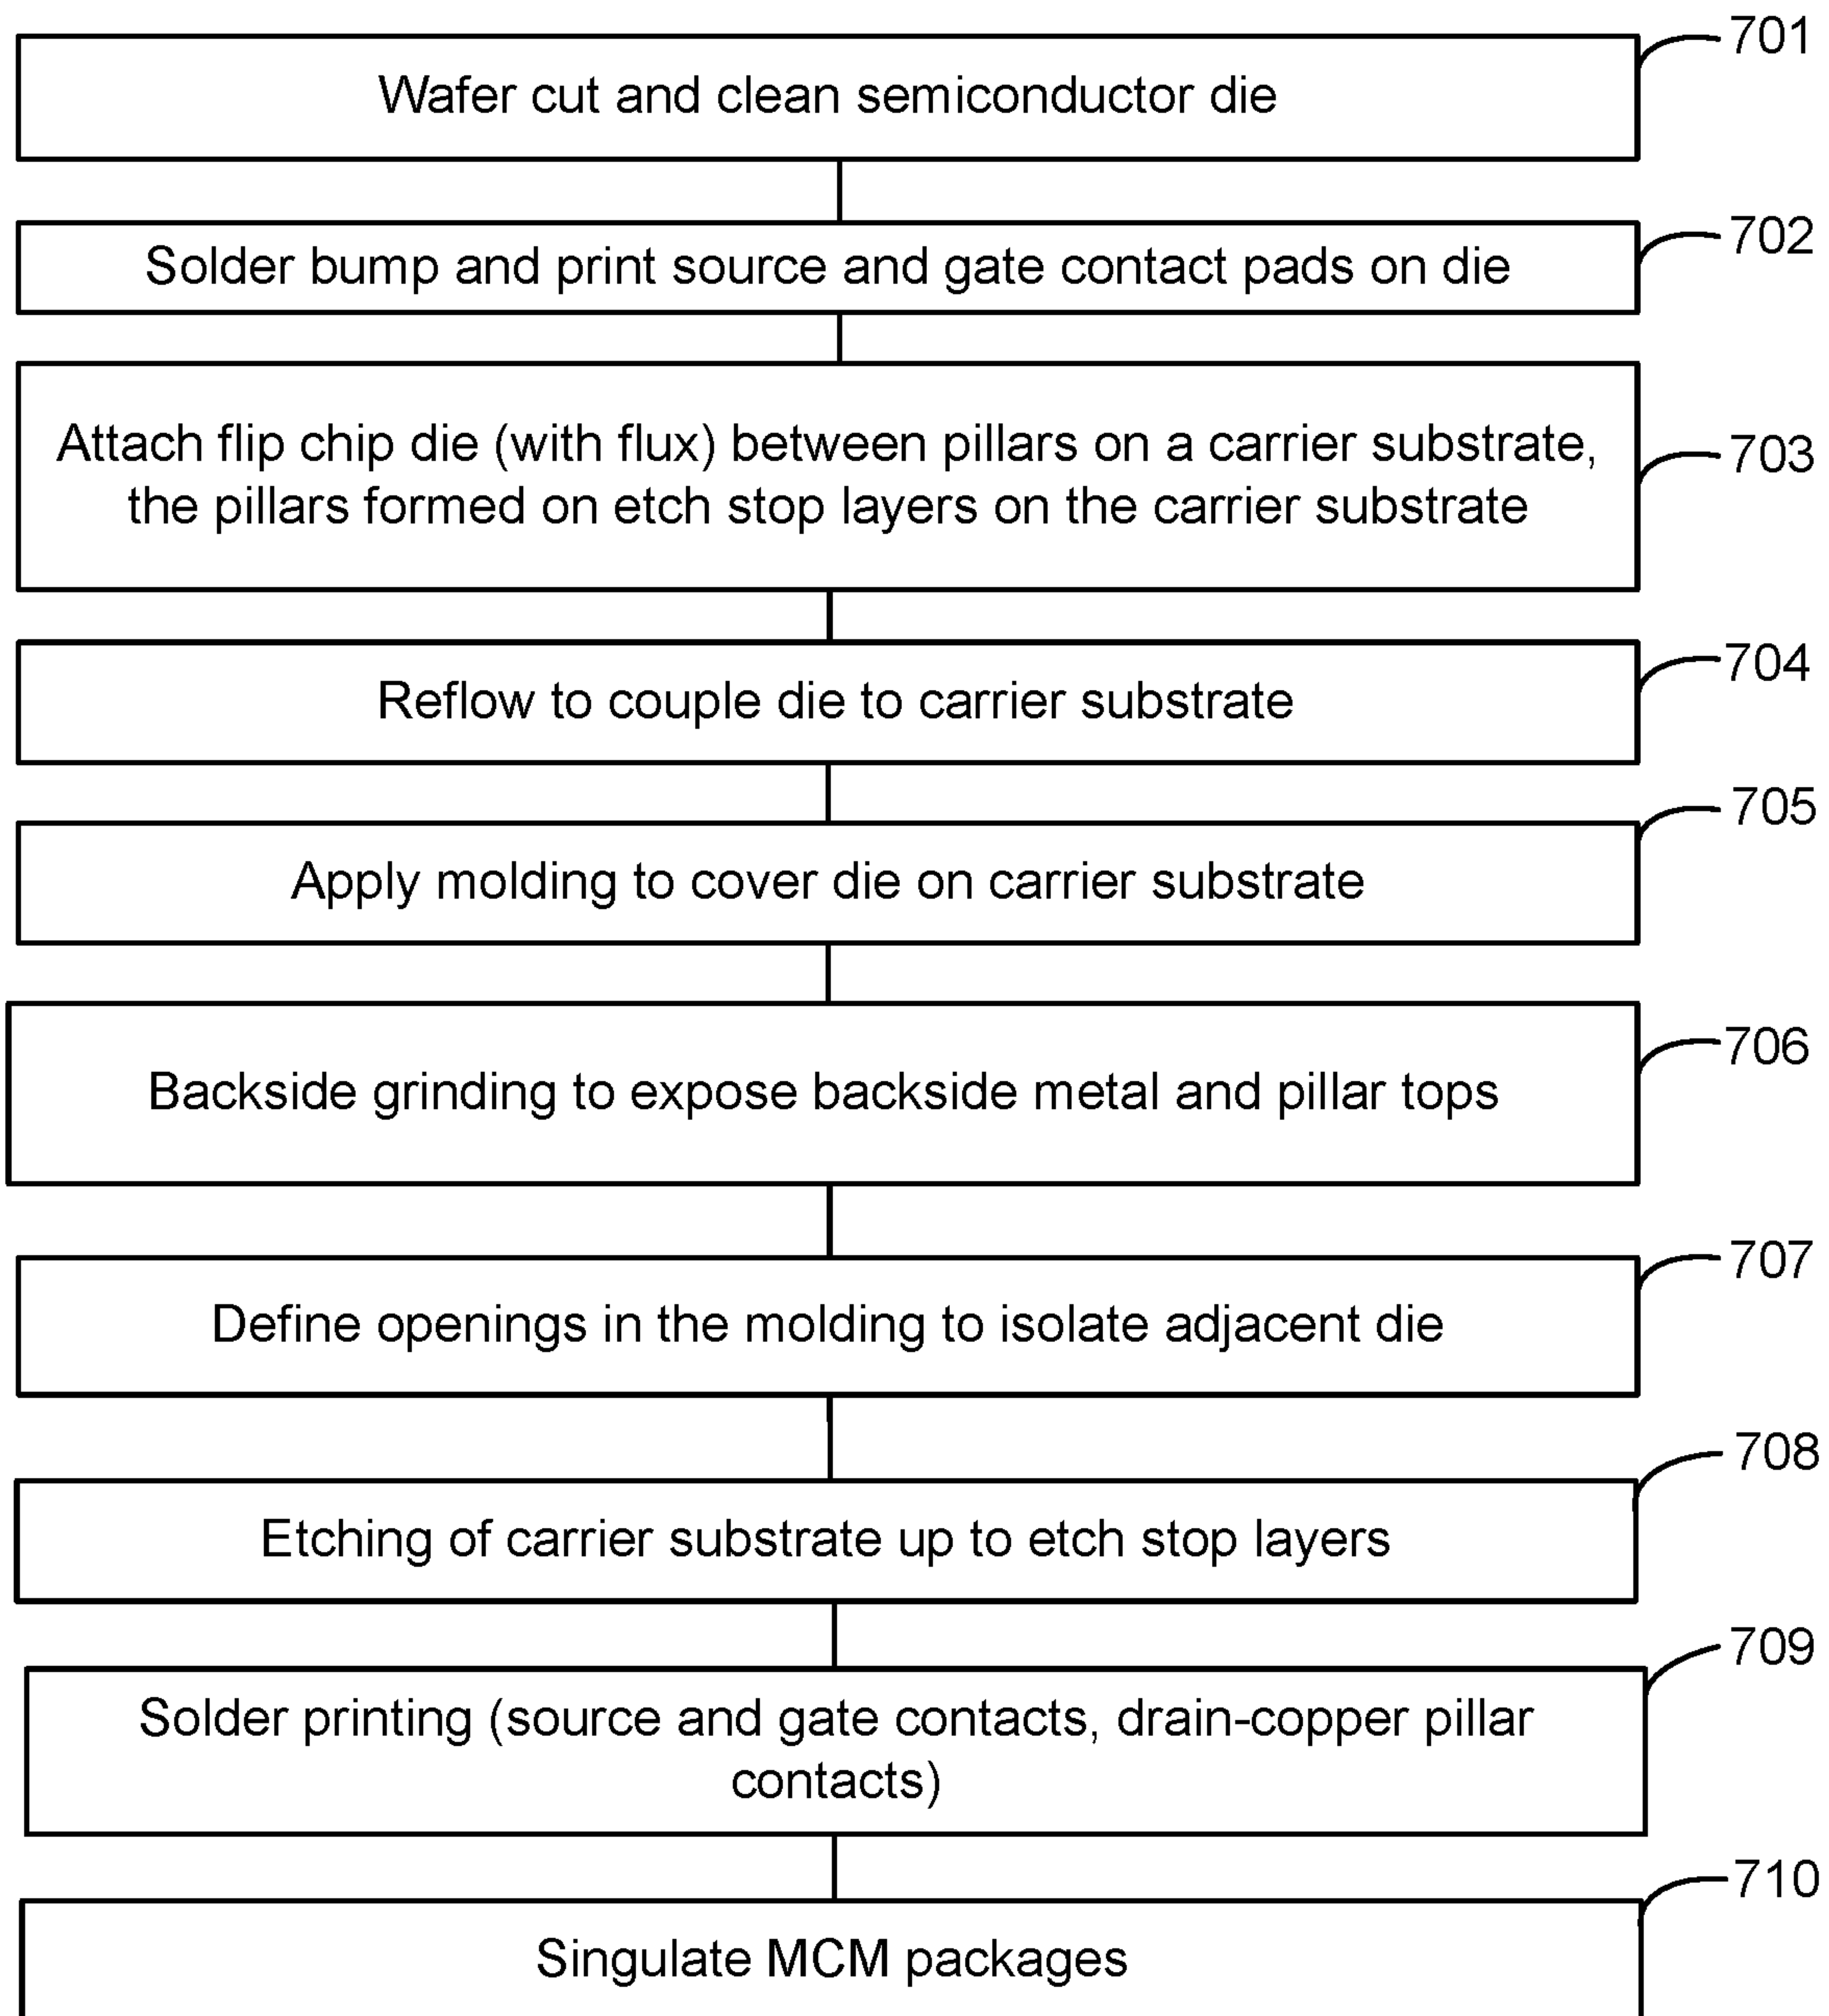 701
Wafer cut and clean semiconductor die
702
Solder bump and print source and gate contact pads on die
703
Attach flip chip die (with flux) between pillars on a carrier substrate,
the pillars formed on etch stop layers on the carrier substrate
704
Reflow to couple die to carrier substrate
705
Apply molding to cover die on carrier substrate
706
Backside grinding to expose backside metal and pillar tops
707
Define openings in the molding to isolate adjacent die
708
Etching of carrier substrate up to etch stop layers
709
Solder printing (source and gate contacts, drain-copper pillar
contacts)
710
Singulate MCM packages